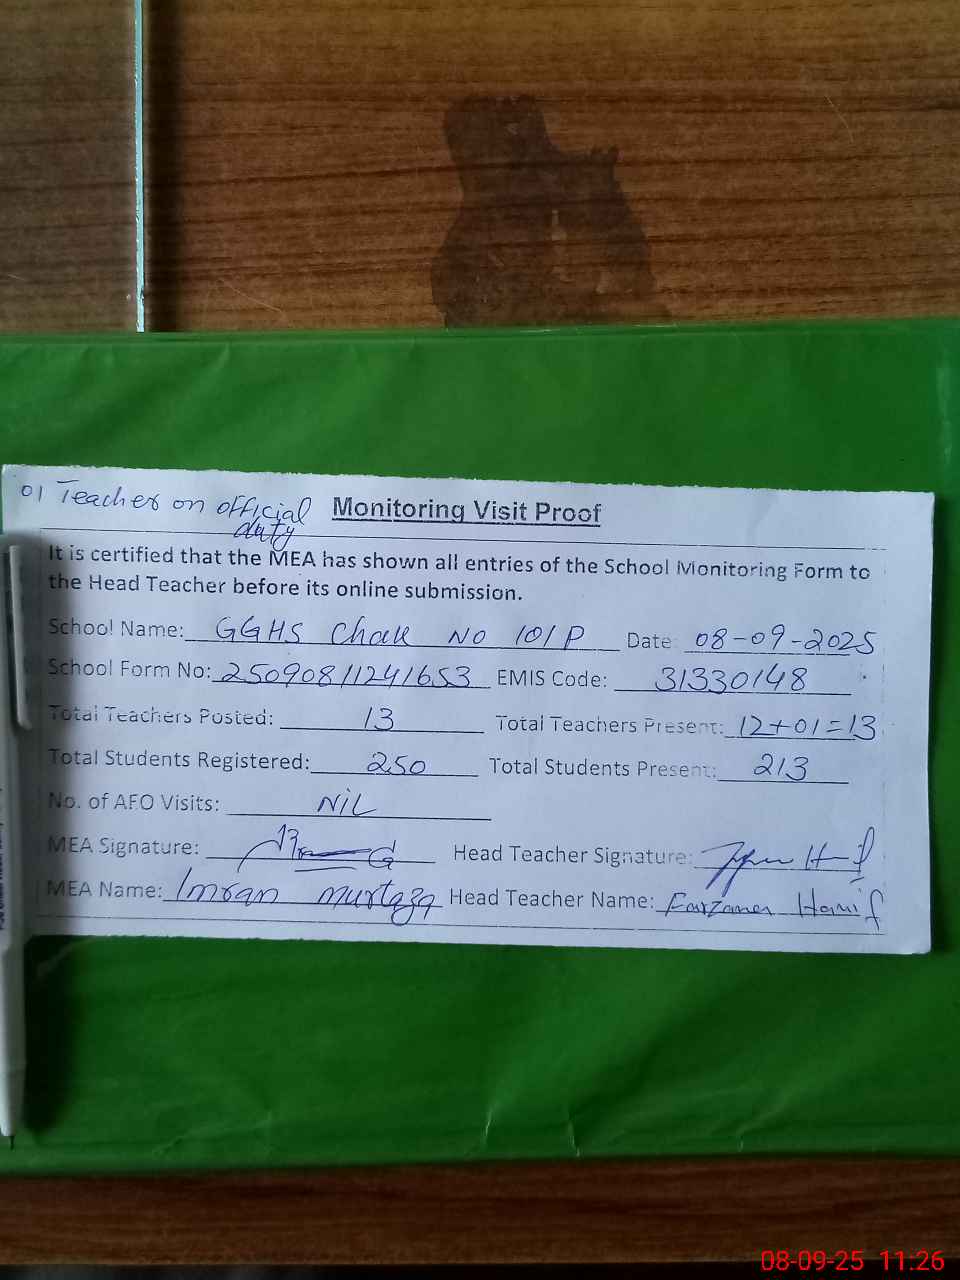 01 Teacher on official
duty
Monitoring Visit Proof
It is certified that the MEA has shown all entries of the School Monitoring Form to
the Head Teacher before its online submission.
School Name: GGHS Chak No 101 P Date: 08-09-2025
School Form No: 25090811241653 EMIS Code: 31330148
Total Teachers Posted: 13 Total Teachers Present: 12+01=13
Total Students Registered: 250 Total Students Present: 213
No. of AEO Visits: NiL
MEA Signature: Head Teacher Signature:
MEA Name: Imran Murtaza Head Teacher Name: Farzana Hanif
08-09-25 11:26